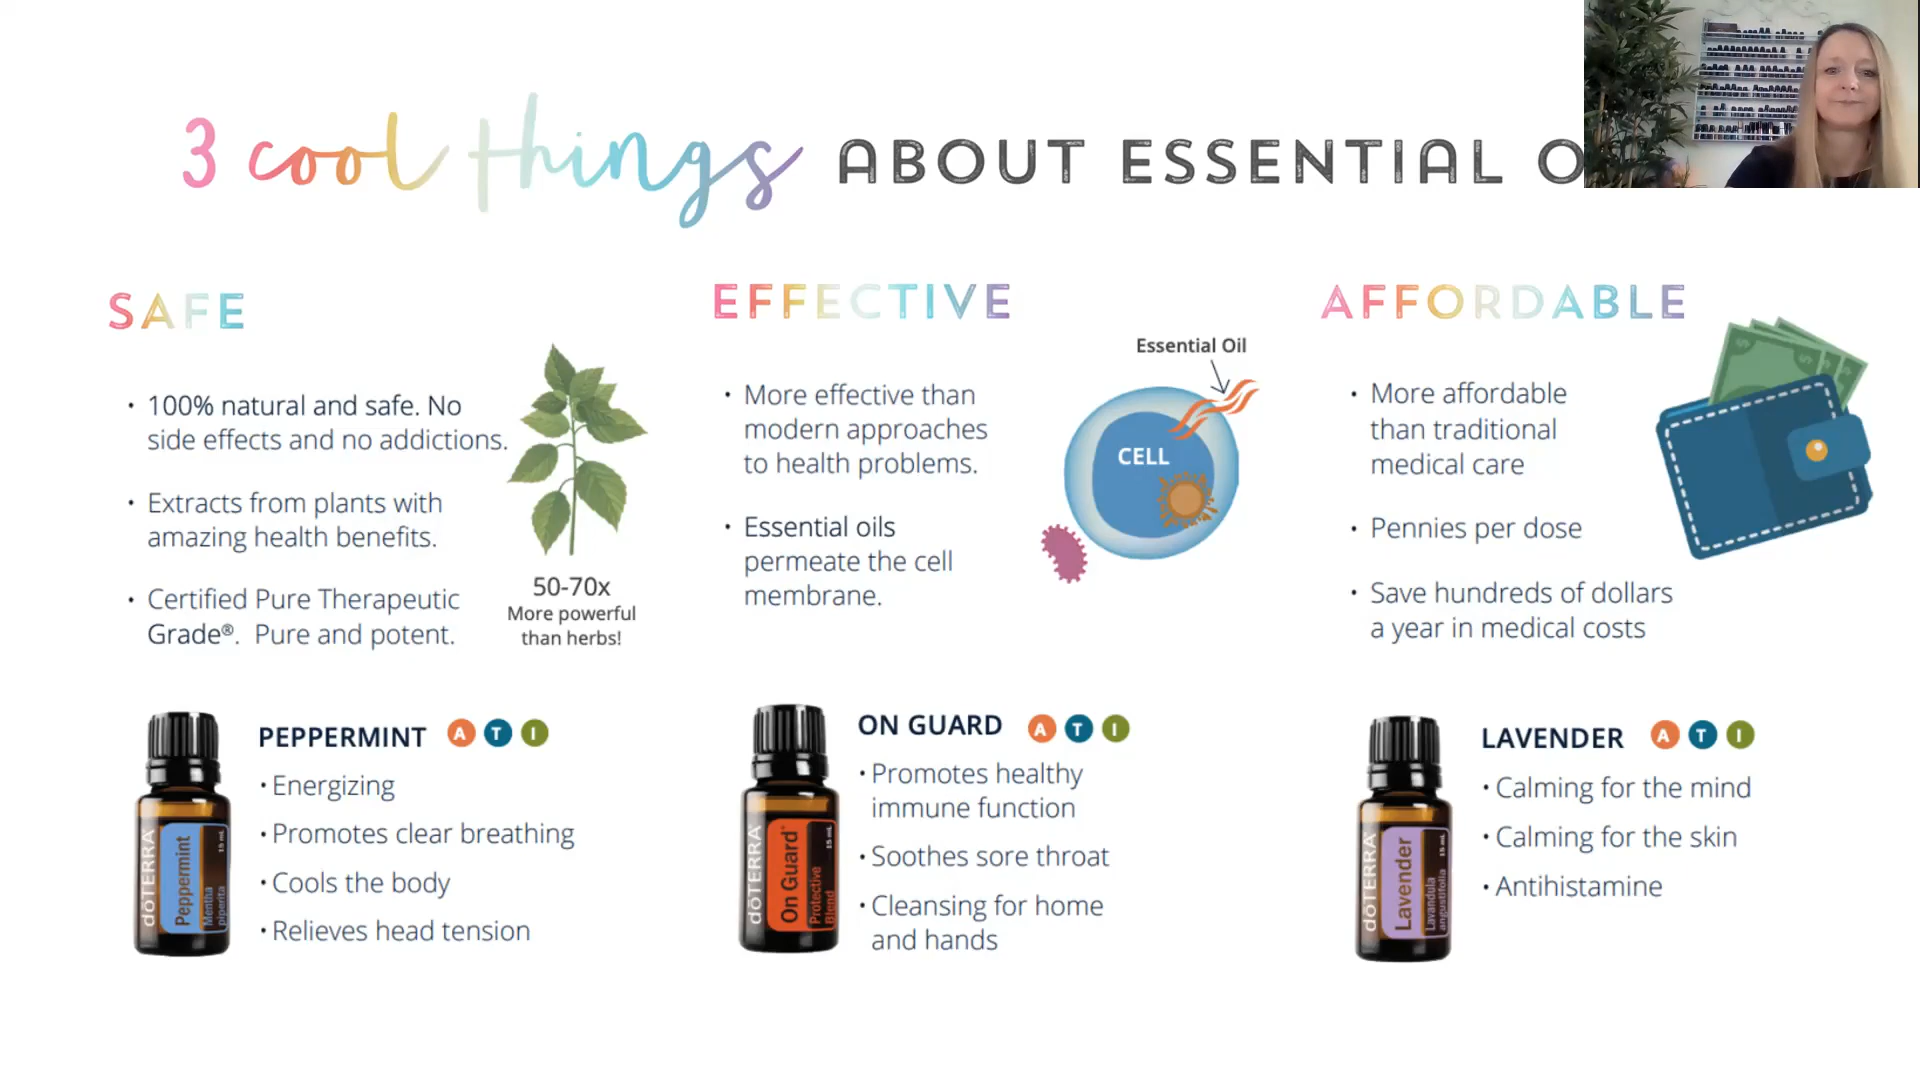 3 cool things ABOUT ESSENTIAL O
SAFE
100% natural and safe. No
side effects and no addictions.
Extracts from plants with
amazing health benefits.
Certified Pure Therapeutic
Grade®. Pure and potent.
50-70x
More powerful
than herbs!
EFFECTIVE
More effective than
modern approaches
to health problems.
Essential oils
permeate the cell
membrane.
Essential Oil
CELL
AFFORDABLE
More affordable
than traditional
medical care
Pennies per dose
Save hundreds of dollars
a year in medical costs
dōTERRA
Peppermint
Mentha
piperita
15 mL
PEPPERMINT A T I
Energizing
Promotes clear breathing
Cools the body
Relieves head tension
dōTERRA
On Guard
Protective
Blend
15 mL
ON GUARD A T I
Promotes healthy
immune function
Soothes sore throat
Cleansing for home
and hands
dōTERRA
Lavender
Lavandula
angustifolia
15 mL
LAVENDER A T I
Calming for the mind
Calming for the skin
Antihistamine